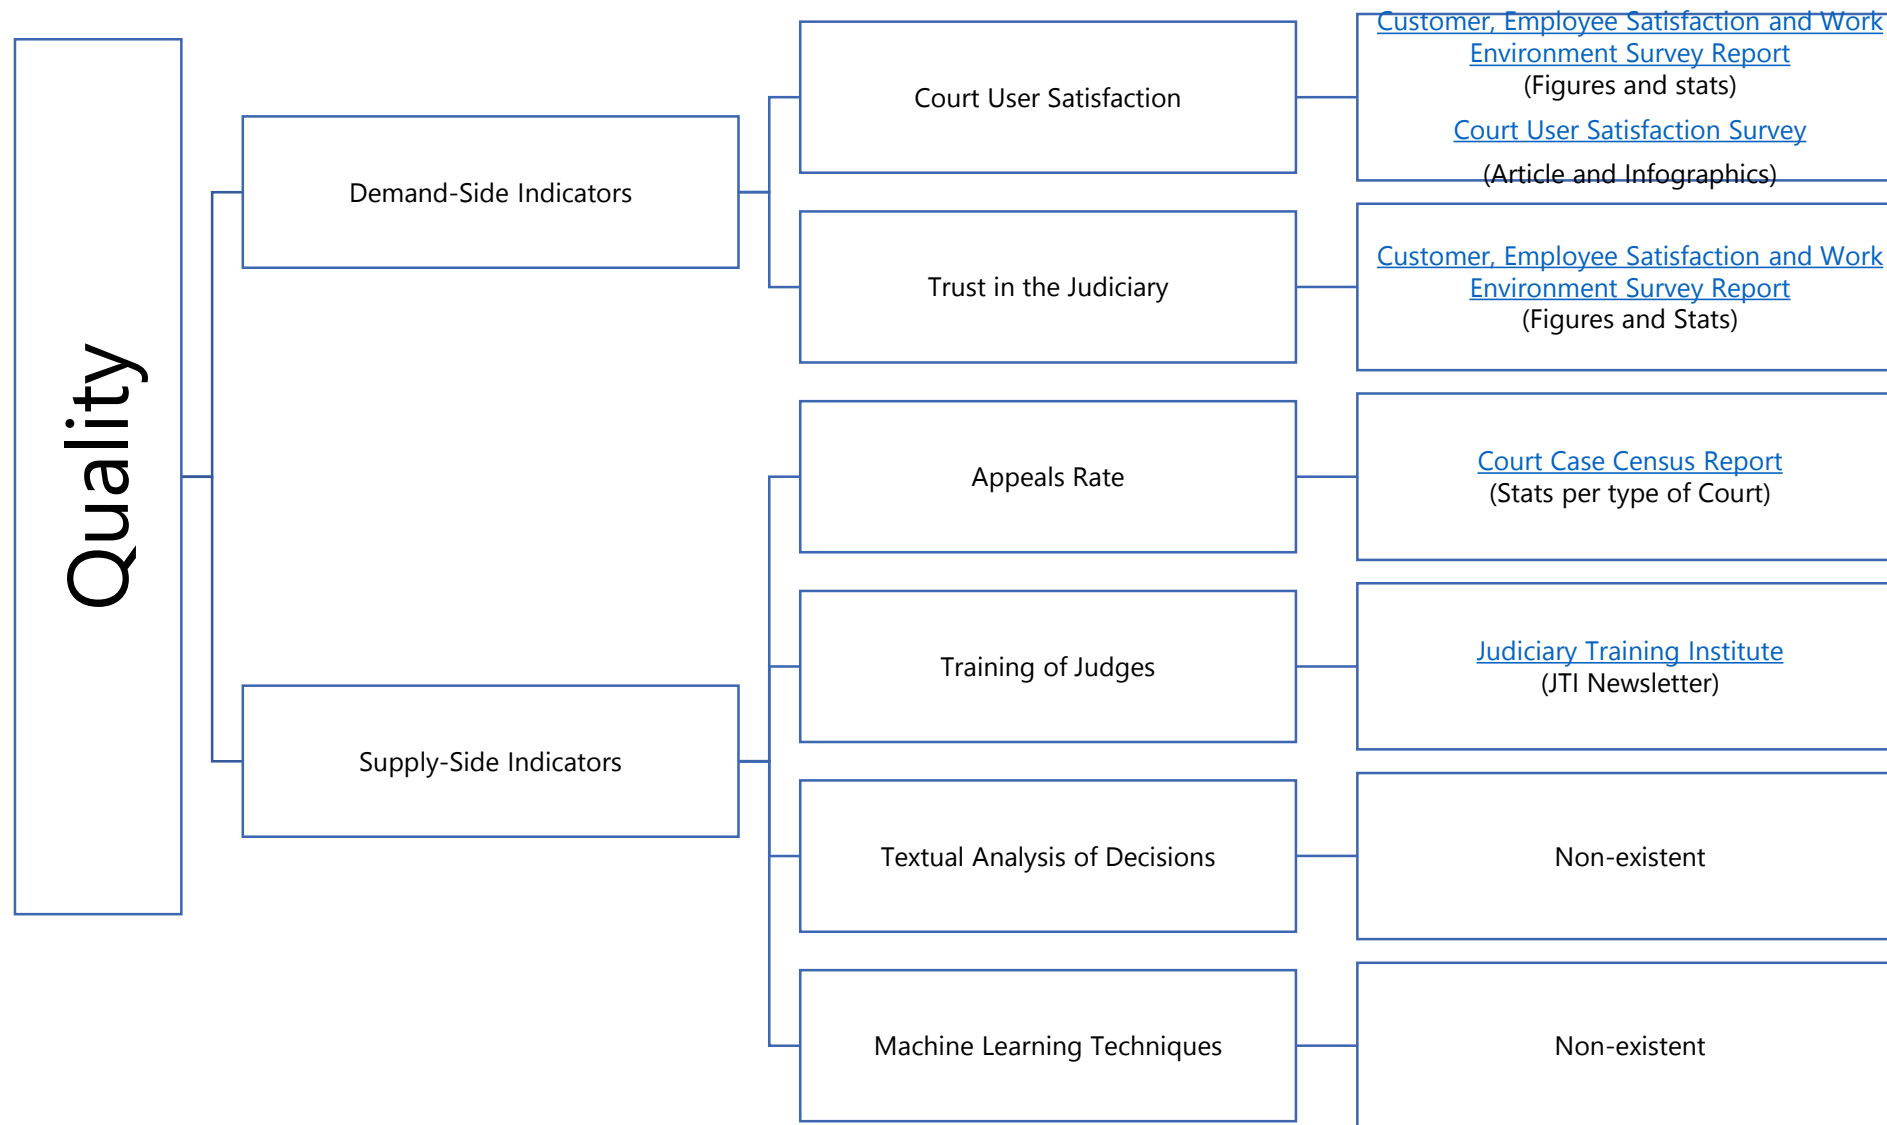 Quality
Demand-Side Indicators
Court User Satisfaction
Customer, Employee Satisfaction and Work
Environment Survey Report
(Figures and stats)
Court User Satisfaction Survey
(Article and Infographics)
Trust in the Judiciary
Customer, Employee Satisfaction and Work
Environment Survey Report
(Figures and Stats)
Supply-Side Indicators
Appeals Rate
Court Case Census Report
(Stats per type of Court)
Training of Judges
Judiciary Training Institute
(JTI Newsletter)
Textual Analysis of Decisions
Non-existent
Machine Learning Techniques
Non-existent